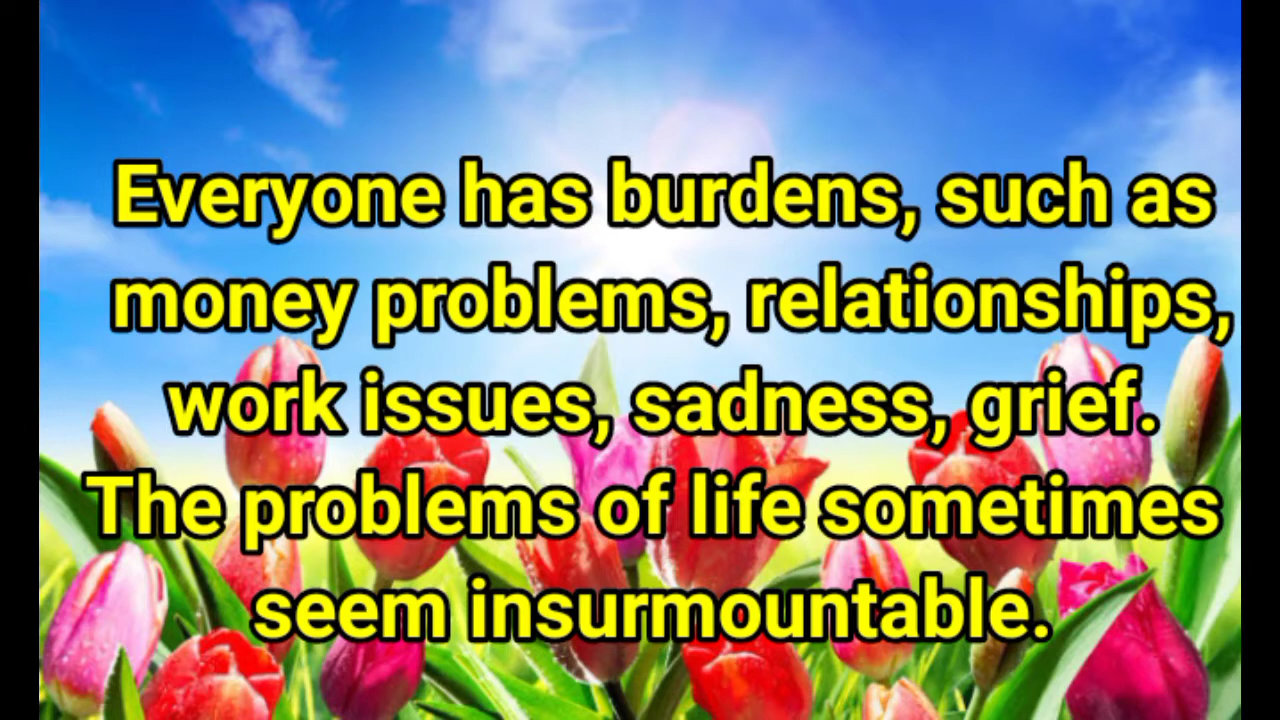 Everyone has burdens, such as
money problems, relationships,
work issues, sadness, grief.
The problems of life sometimes
seem insurmountable.